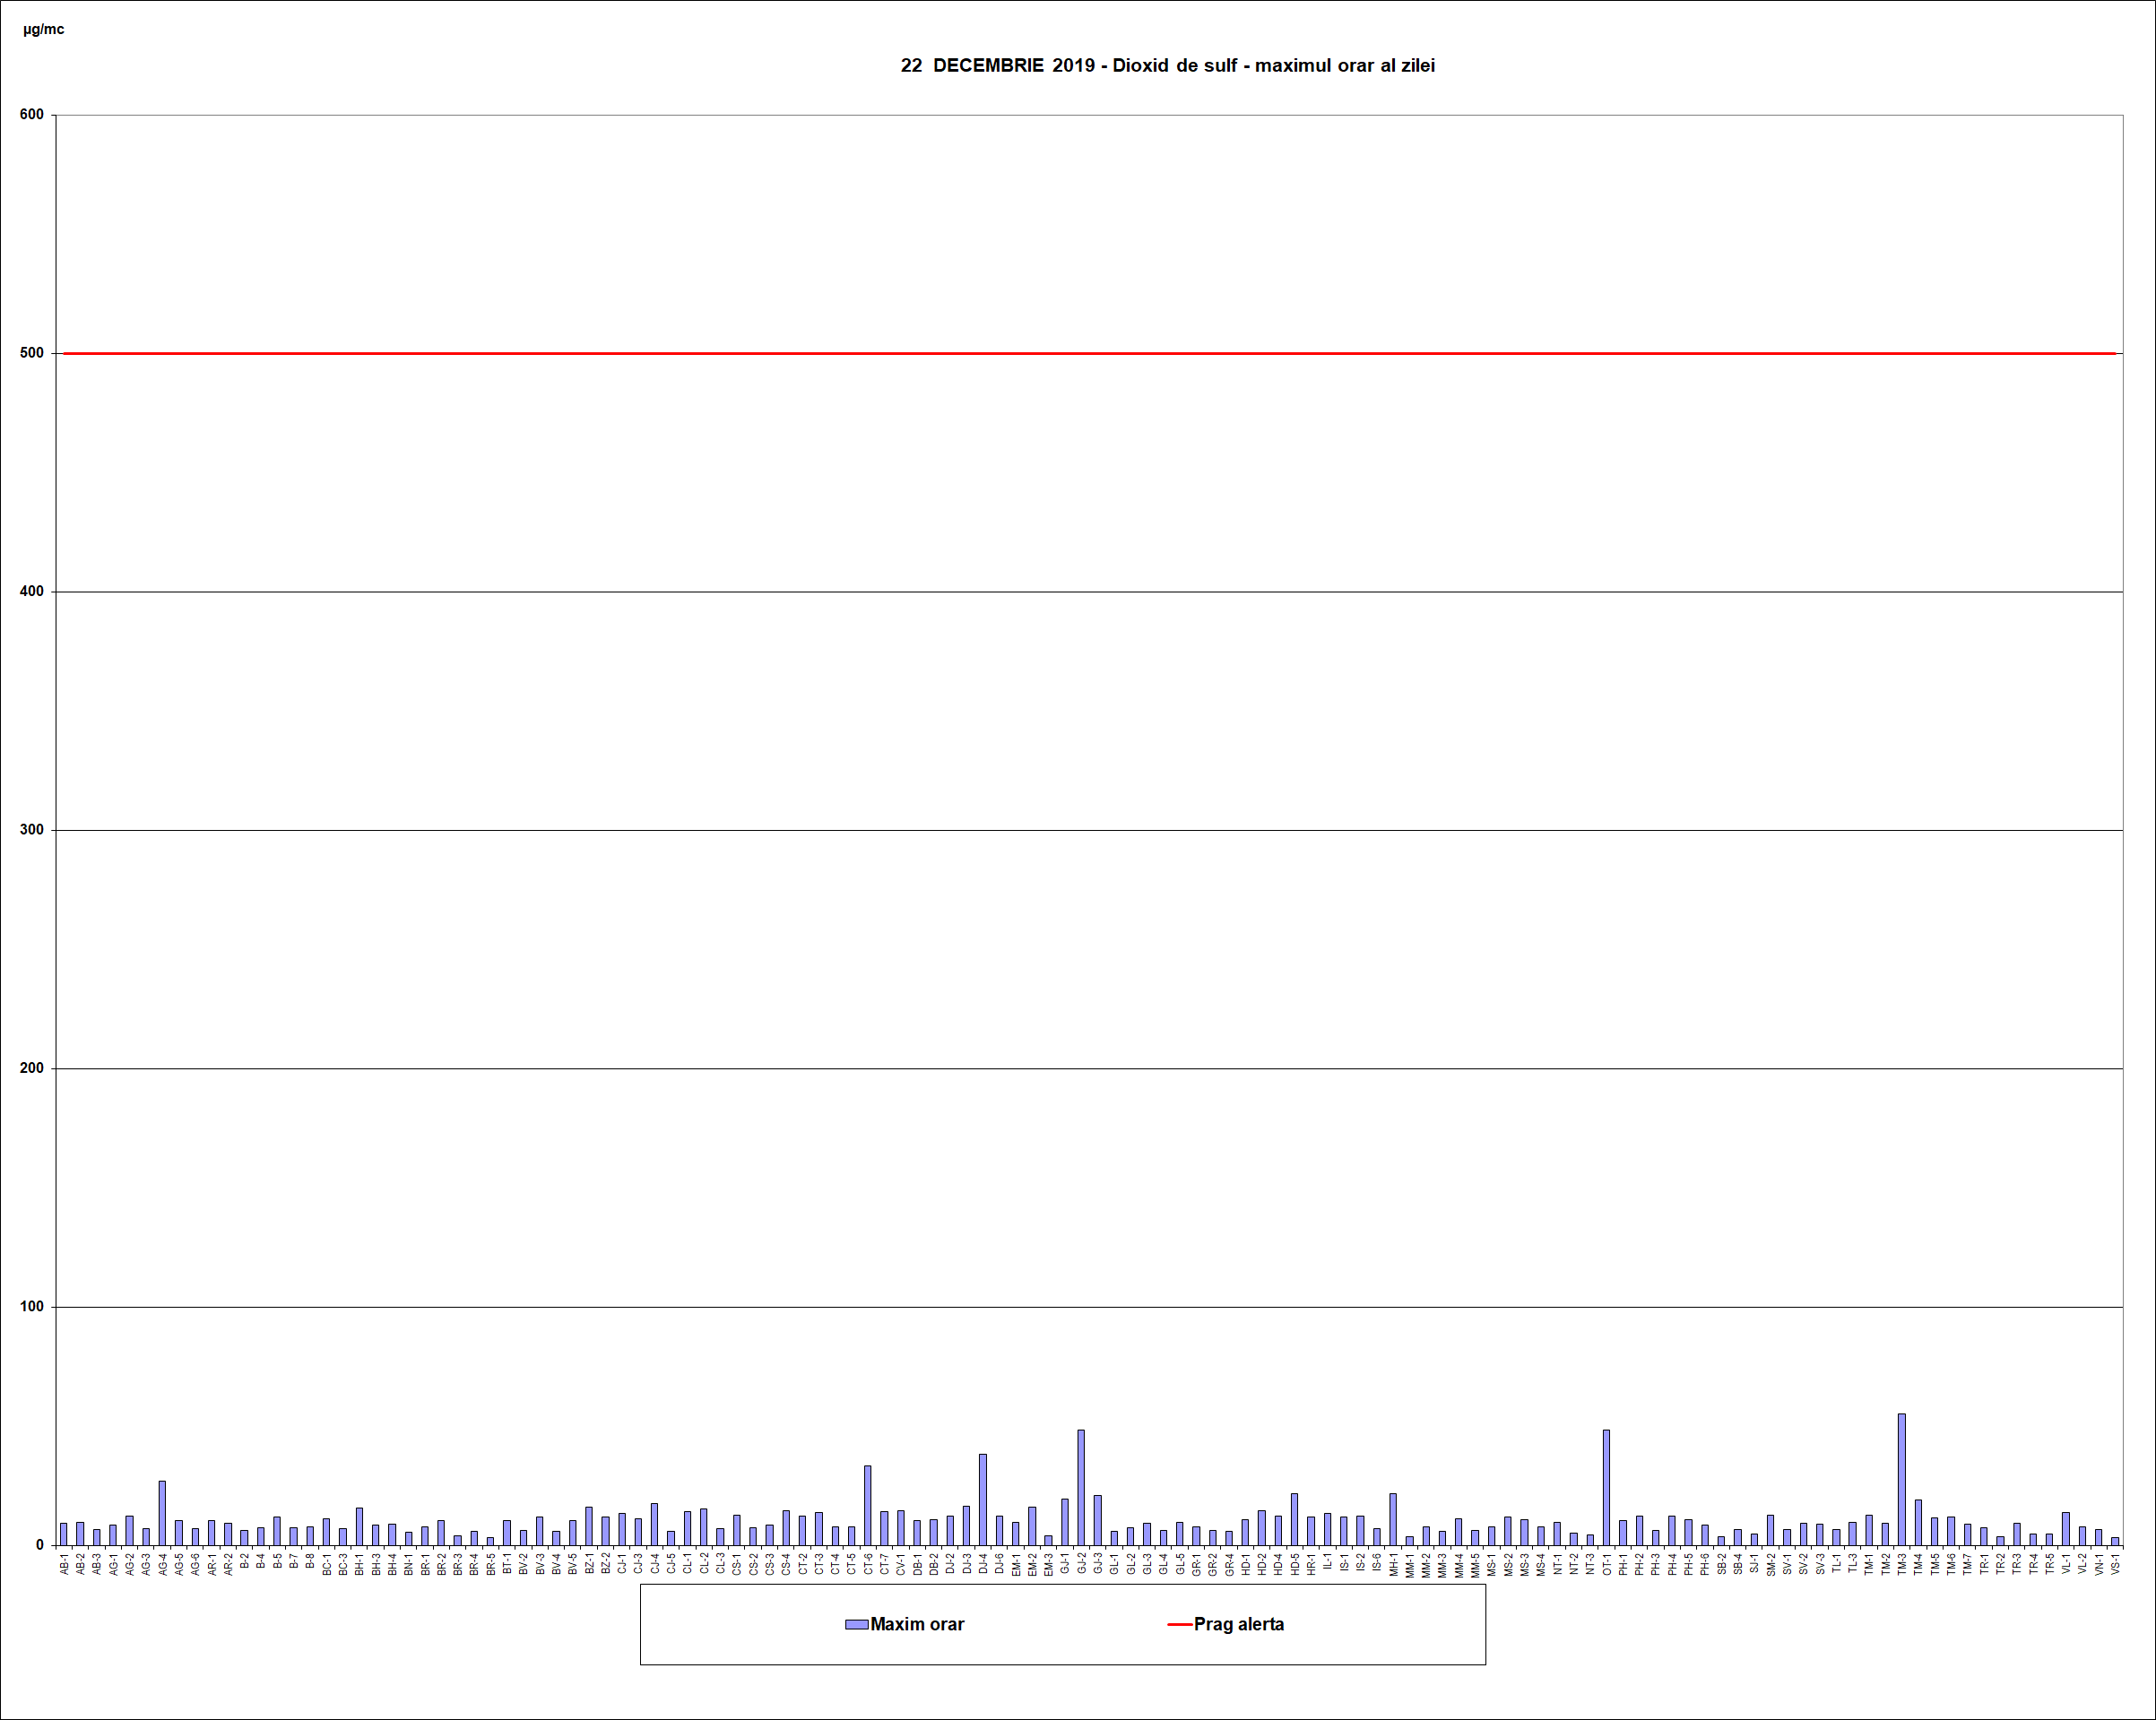 µg/mc
22 DECEMBRIE 2019 - Dioxid de sulf - maximul orar al zilei
600
500
400
300
200
100
0
AB-1 AB-2 AB-3 AG-1 AG-2 AG-3 AG-4 AG-5 AG-6 AR-1 AR-2 B-2 B-4 B-5 B-7 B-8 BC-1 BC-3 BH-1 BH-3 BH-4 BN-1 BR-1 BR-2 BR-3 BR-4 BR-5 BT-1 BV-2 BV-3 BV-4 BV-5 BZ-1 BZ-2 CJ-1 CJ-3 CJ-4 CJ-5 CL-1 CL-2 CL-3 CS-1 CS-2 CS-3 CS-4 CT-2 CT-3 CT-4 CT-5 CT-6 CT-7 CV-1 DB-1 DB-2 DJ-2 DJ-3 DJ-4 DJ-6 EM-1 EM-2 EM-3 GJ-1 GJ-2 GJ-3 GL-1 GL-2 GL-3 GL-4 GL-5 GR-1 GR-2 GR-4 HD-1 HD-2 HD-4 HD-5 HR-1 IL-1 IS-1 IS-2 IS-6 MH-1 MM-1 MM-2 MM-3 MM-4 MM-5 MS-1 MS-2 MS-3 MS-4 NT-1 NT-2 NT-3 OT-1 PH-1 PH-2 PH-3 PH-4 PH-5 PH-6 SB-2 SB-4 SJ-1 SM-2 SV-1 SV-2 SV-3 TL-1 TL-3 TM-1 TM-2 TM-3 TM-4 TM-5 TM-6 TM-7 TR-1 TR-2 TR-3 TR-4 TR-5 VL-1 VL-2 VN-1 VS-1
Maxim orar Prag alerta